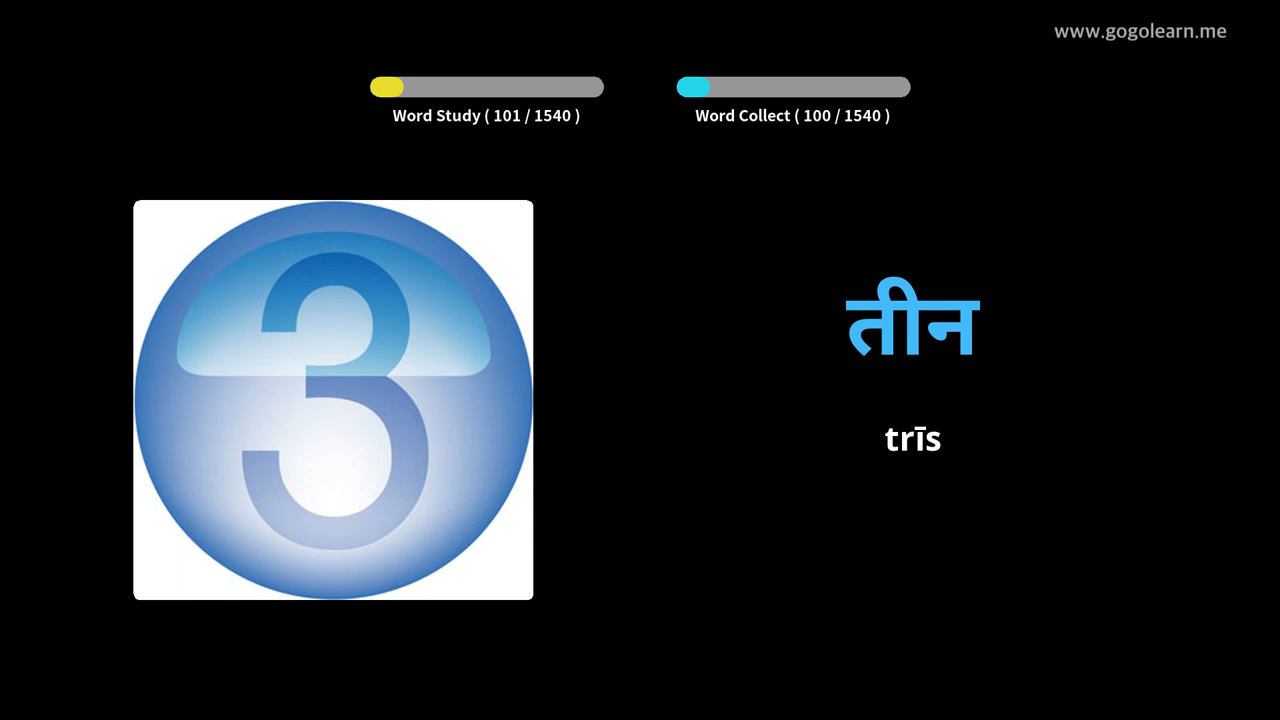 www.gogolearn.me
Word Study ( 101 / 1540 )
Word Collect ( 100 / 1540 )
3
तीन
trīs